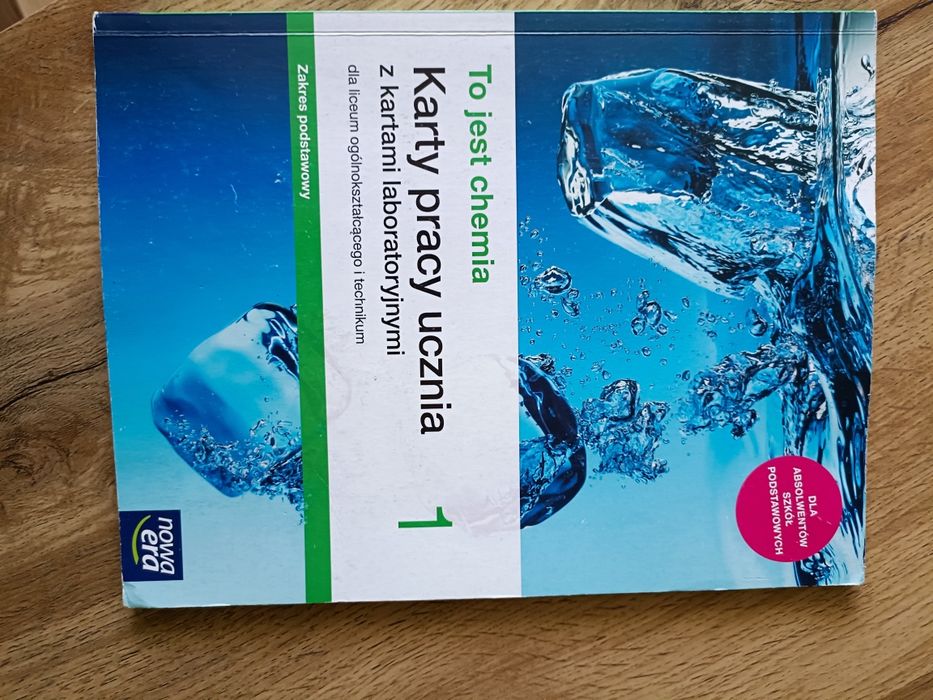 DLA
ABSOLWENTÓW
SZKÓŁ
PODSTAWOWYCH
To jest chemia
Karty pracy ucznia 1
z kartami laboratoryjnymi
dla liceum ogólnokształcącego i technikum
Zakres podstawowy
nowa
era